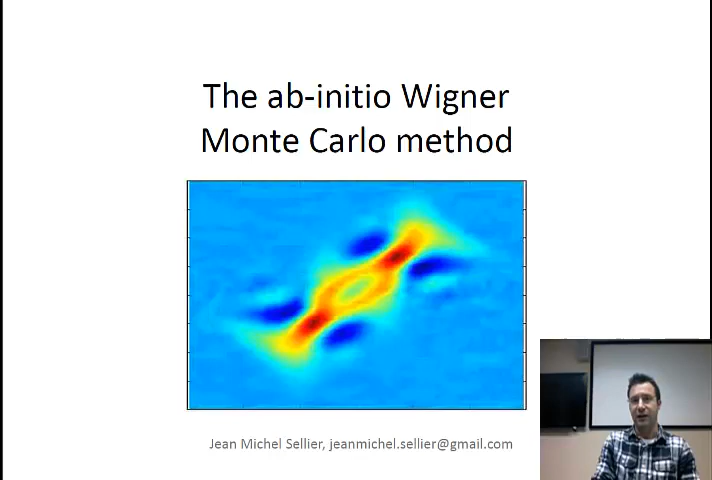 The ab-initio Wigner
Monte Carlo method
Jean Michel Sellier, jeanmichel.sellier@gmail.com